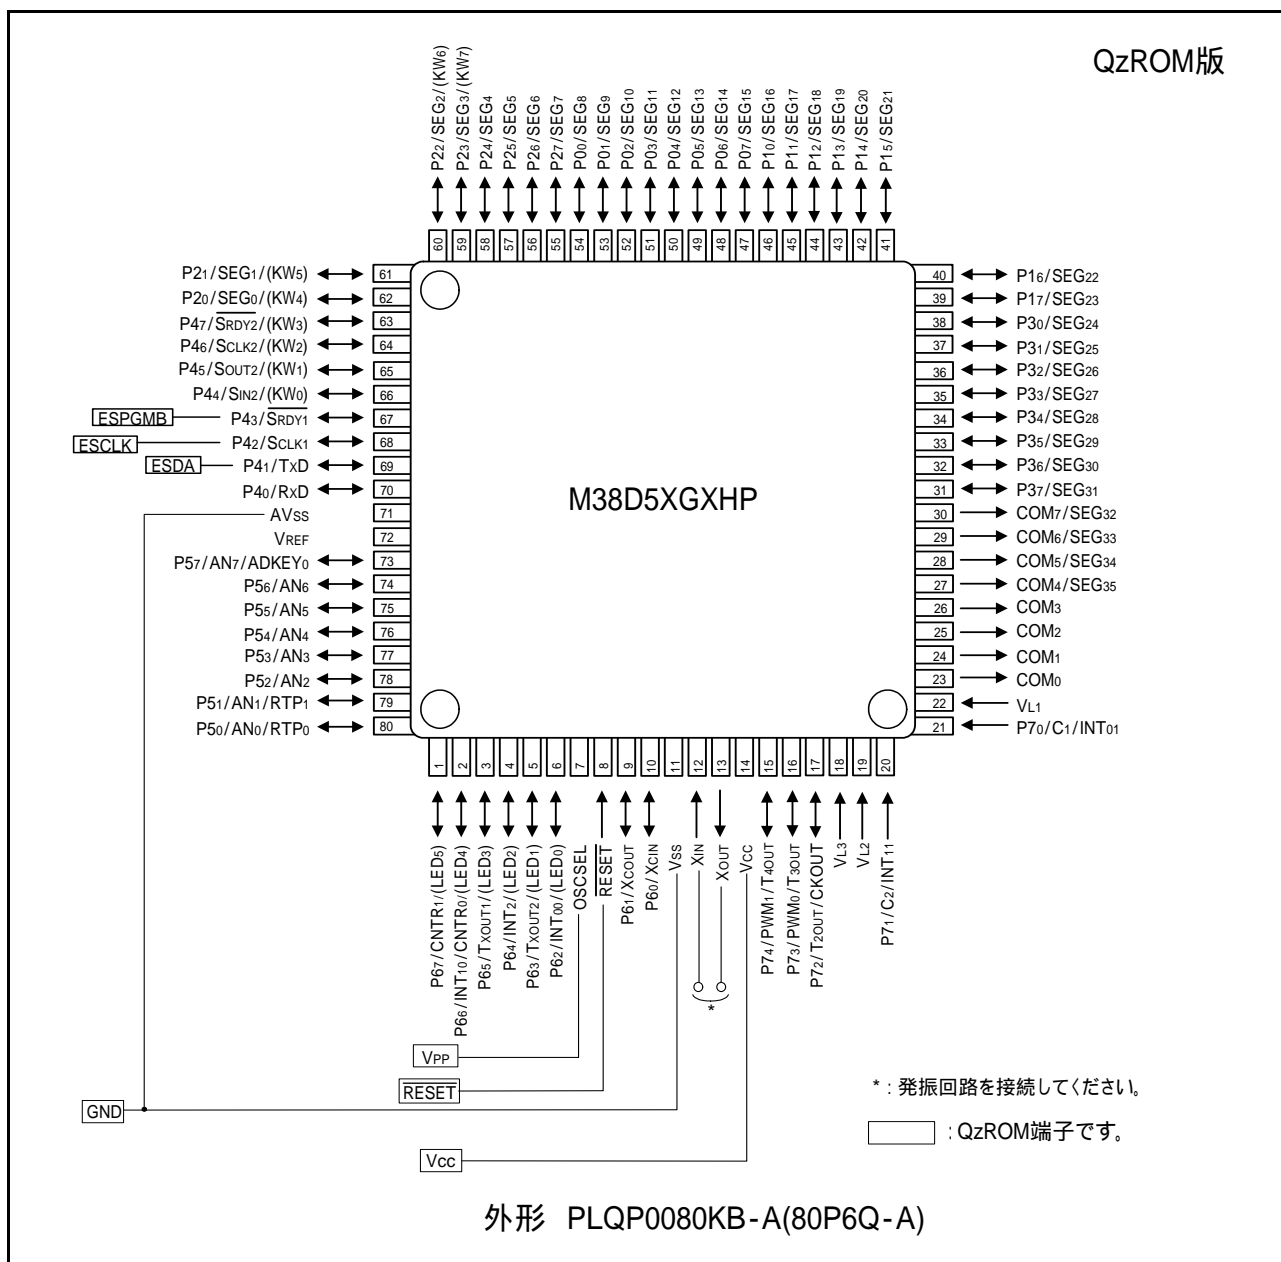 QzROM版
P22/SEG2/(KW6)
P23/SEG3/(KW7)
P24/SEG4
P25/SEG5
P26/SEG6
P27/SEG7
P00/SEG8
P01/SEG9
P02/SEG10
P03/SEG11
P04/SEG12
P05/SEG13
P06/SEG14
P07/SEG15
P10/SEG16
P11/SEG17
P12/SEG18
P13/SEG19
P14/SEG20
P15/SEG21
60 59 58 57 56 55 54 53 52 51 50 49 48 47 46 45 44 43 42 41
P21/SEG1/(KW5) 61
P20/SEG0/(KW4) 62
P47/SRDY2/(KW3) 63
P46/SCLK2/(KW2) 64
P45/SOUT2/(KW1) 65
P44/SIN2/(KW0) 66
ESPGMB P43/SRDY1 67
ESCLK P42/SCLK1 68
ESDA P41/TxD 69
P40/RxD 70
AVSS 71
VREF 72
P57/AN7/ADKEY0 73
P56/AN6 74
P55/AN5 75
P54/AN4 76
P53/AN3 77
P52/AN2 78
P51/AN1/RTP1 79
P50/AN0/RTP0 80
M38D5XGXHP
40 P16/SEG22
39 P17/SEG23
38 P30/SEG24
37 P31/SEG25
36 P32/SEG26
35 P33/SEG27
34 P34/SEG28
33 P35/SEG29
32 P36/SEG30
31 P37/SEG31
30 COM7/SEG32
29 COM6/SEG33
28 COM5/SEG34
27 COM4/SEG35
26 COM3
25 COM2
24 COM1
23 COM0
22 VL1
21 P70/C1/INT01
1 2 3 4 5 6 7 8 9 10 11 12 13 14 15 16 17 18 19 20
P67/CNTR1/(LED5)
P66/INT10/CNTR0/(LED4)
P65/TXOUT1/(LED3)
P64/INT2/(LED2)
P63/TXOUT2/(LED1)
P62/INT00/(LED0)
OSCSEL
RESET
P61/XCOUT
P60/XCIN
VSS
XIN
XOUT
VCC
P74/PWM1/T4OUT
P73/PWM0/T3OUT
P72/T2OUT/CKOUT
VL3
VL2
P71/C2/INT11
*
VPP
RESET
GND
Vcc
*：発振回路を接続してください。
：QzROM端子です。
外形 PLQP0080KB-A(80P6Q-A)